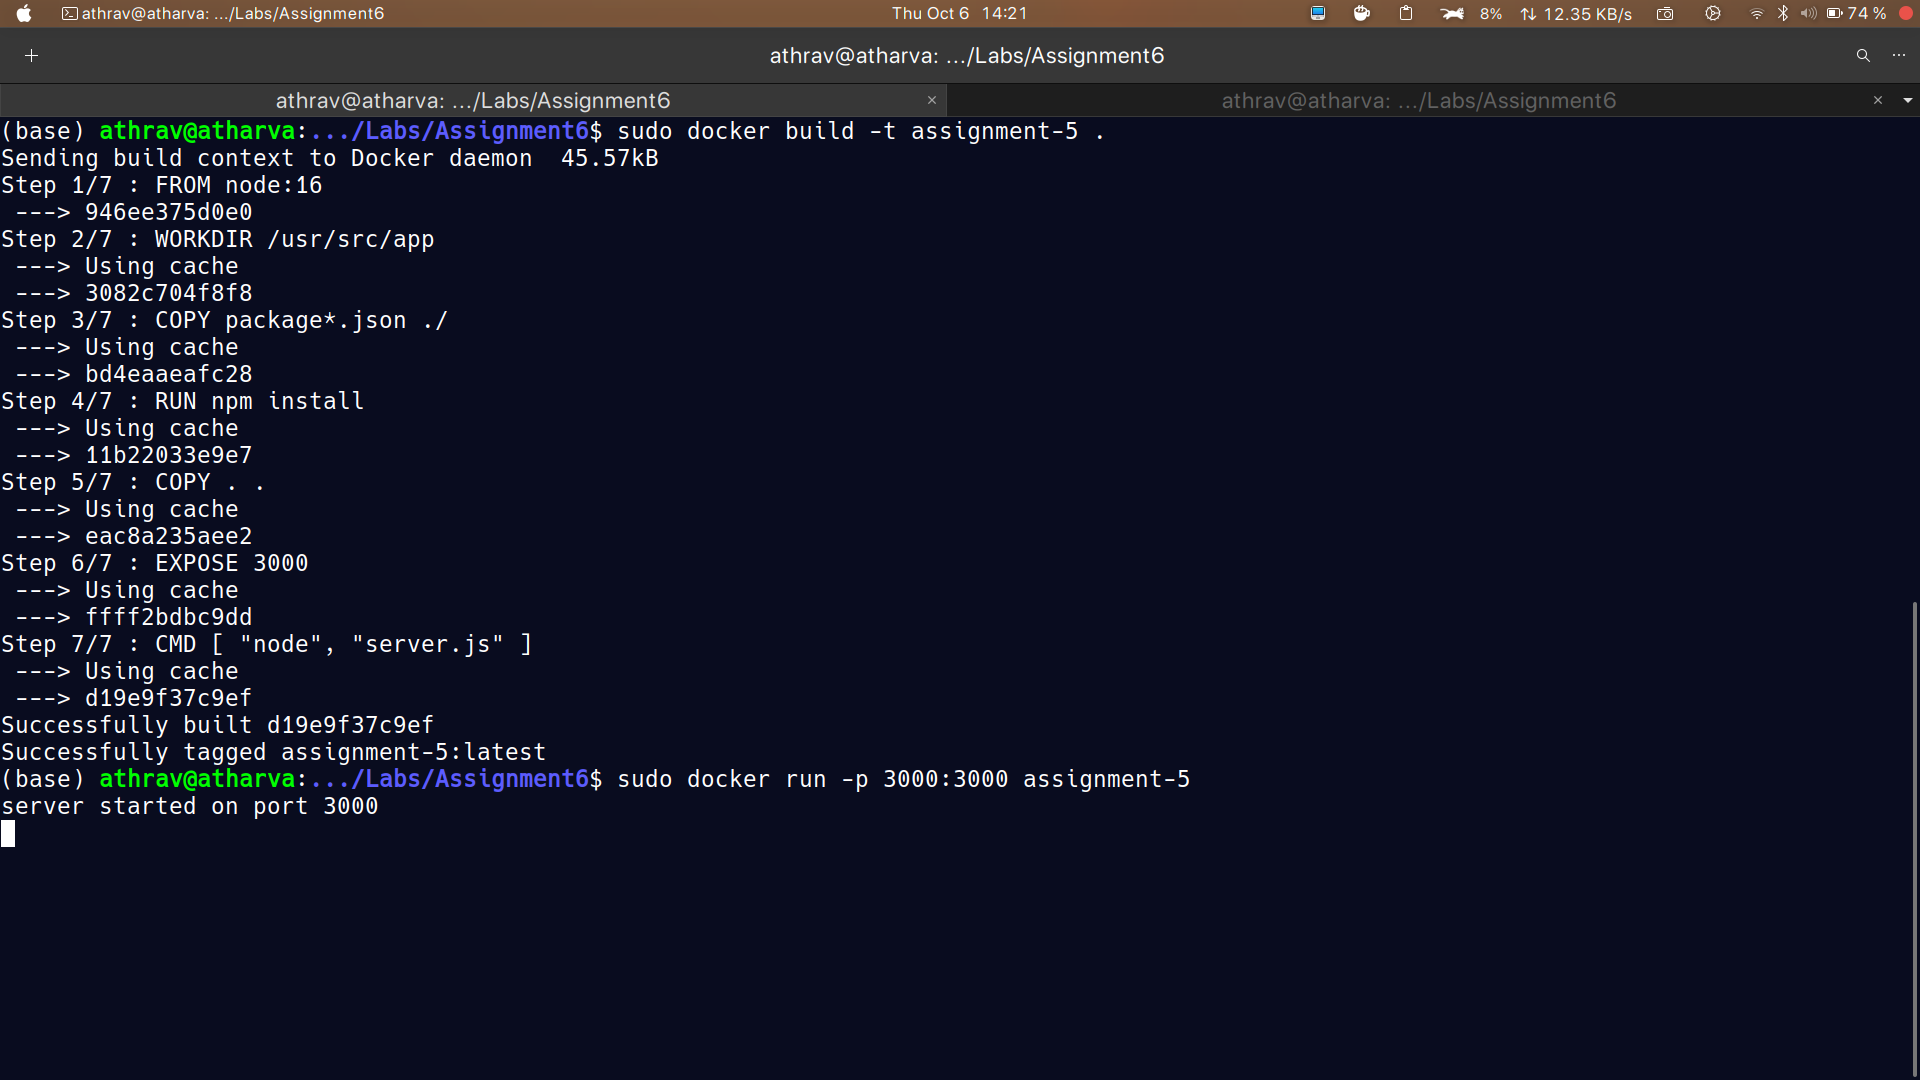 athrav@atharva: .../Labs/Assignment6
Thu Oct 6 14:21
8%
12.35 KB/s
74 %
athrav@atharva: .../Labs/Assignment6
athrav@atharva: .../Labs/Assignment6
athrav@atharva: .../Labs/Assignment6
(base) athrav@atharva:.../Labs/Assignment6$ sudo docker build -t assignment-5 .
Sending build context to Docker daemon  45.57kB
Step 1/7 : FROM node:16
 ---> 946ee375d0e0
Step 2/7 : WORKDIR /usr/src/app
 ---> Using cache
 ---> 3082c704f8f8
Step 3/7 : COPY package*.json ./
 ---> Using cache
 ---> bd4eaaeafc28
Step 4/7 : RUN npm install
 ---> Using cache
 ---> 11b22033e9e7
Step 5/7 : COPY . .
 ---> Using cache
 ---> eac8a235aee2
Step 6/7 : EXPOSE 3000
 ---> Using cache
 ---> ffff2bdbc9dd
Step 7/7 : CMD [ "node", "server.js" ]
 ---> Using cache
 ---> d19e9f37c9ef
Successfully built d19e9f37c9ef
Successfully tagged assignment-5:latest
(base) athrav@atharva:.../Labs/Assignment6$ sudo docker run -p 3000:3000 assignment-5
server started on port 3000